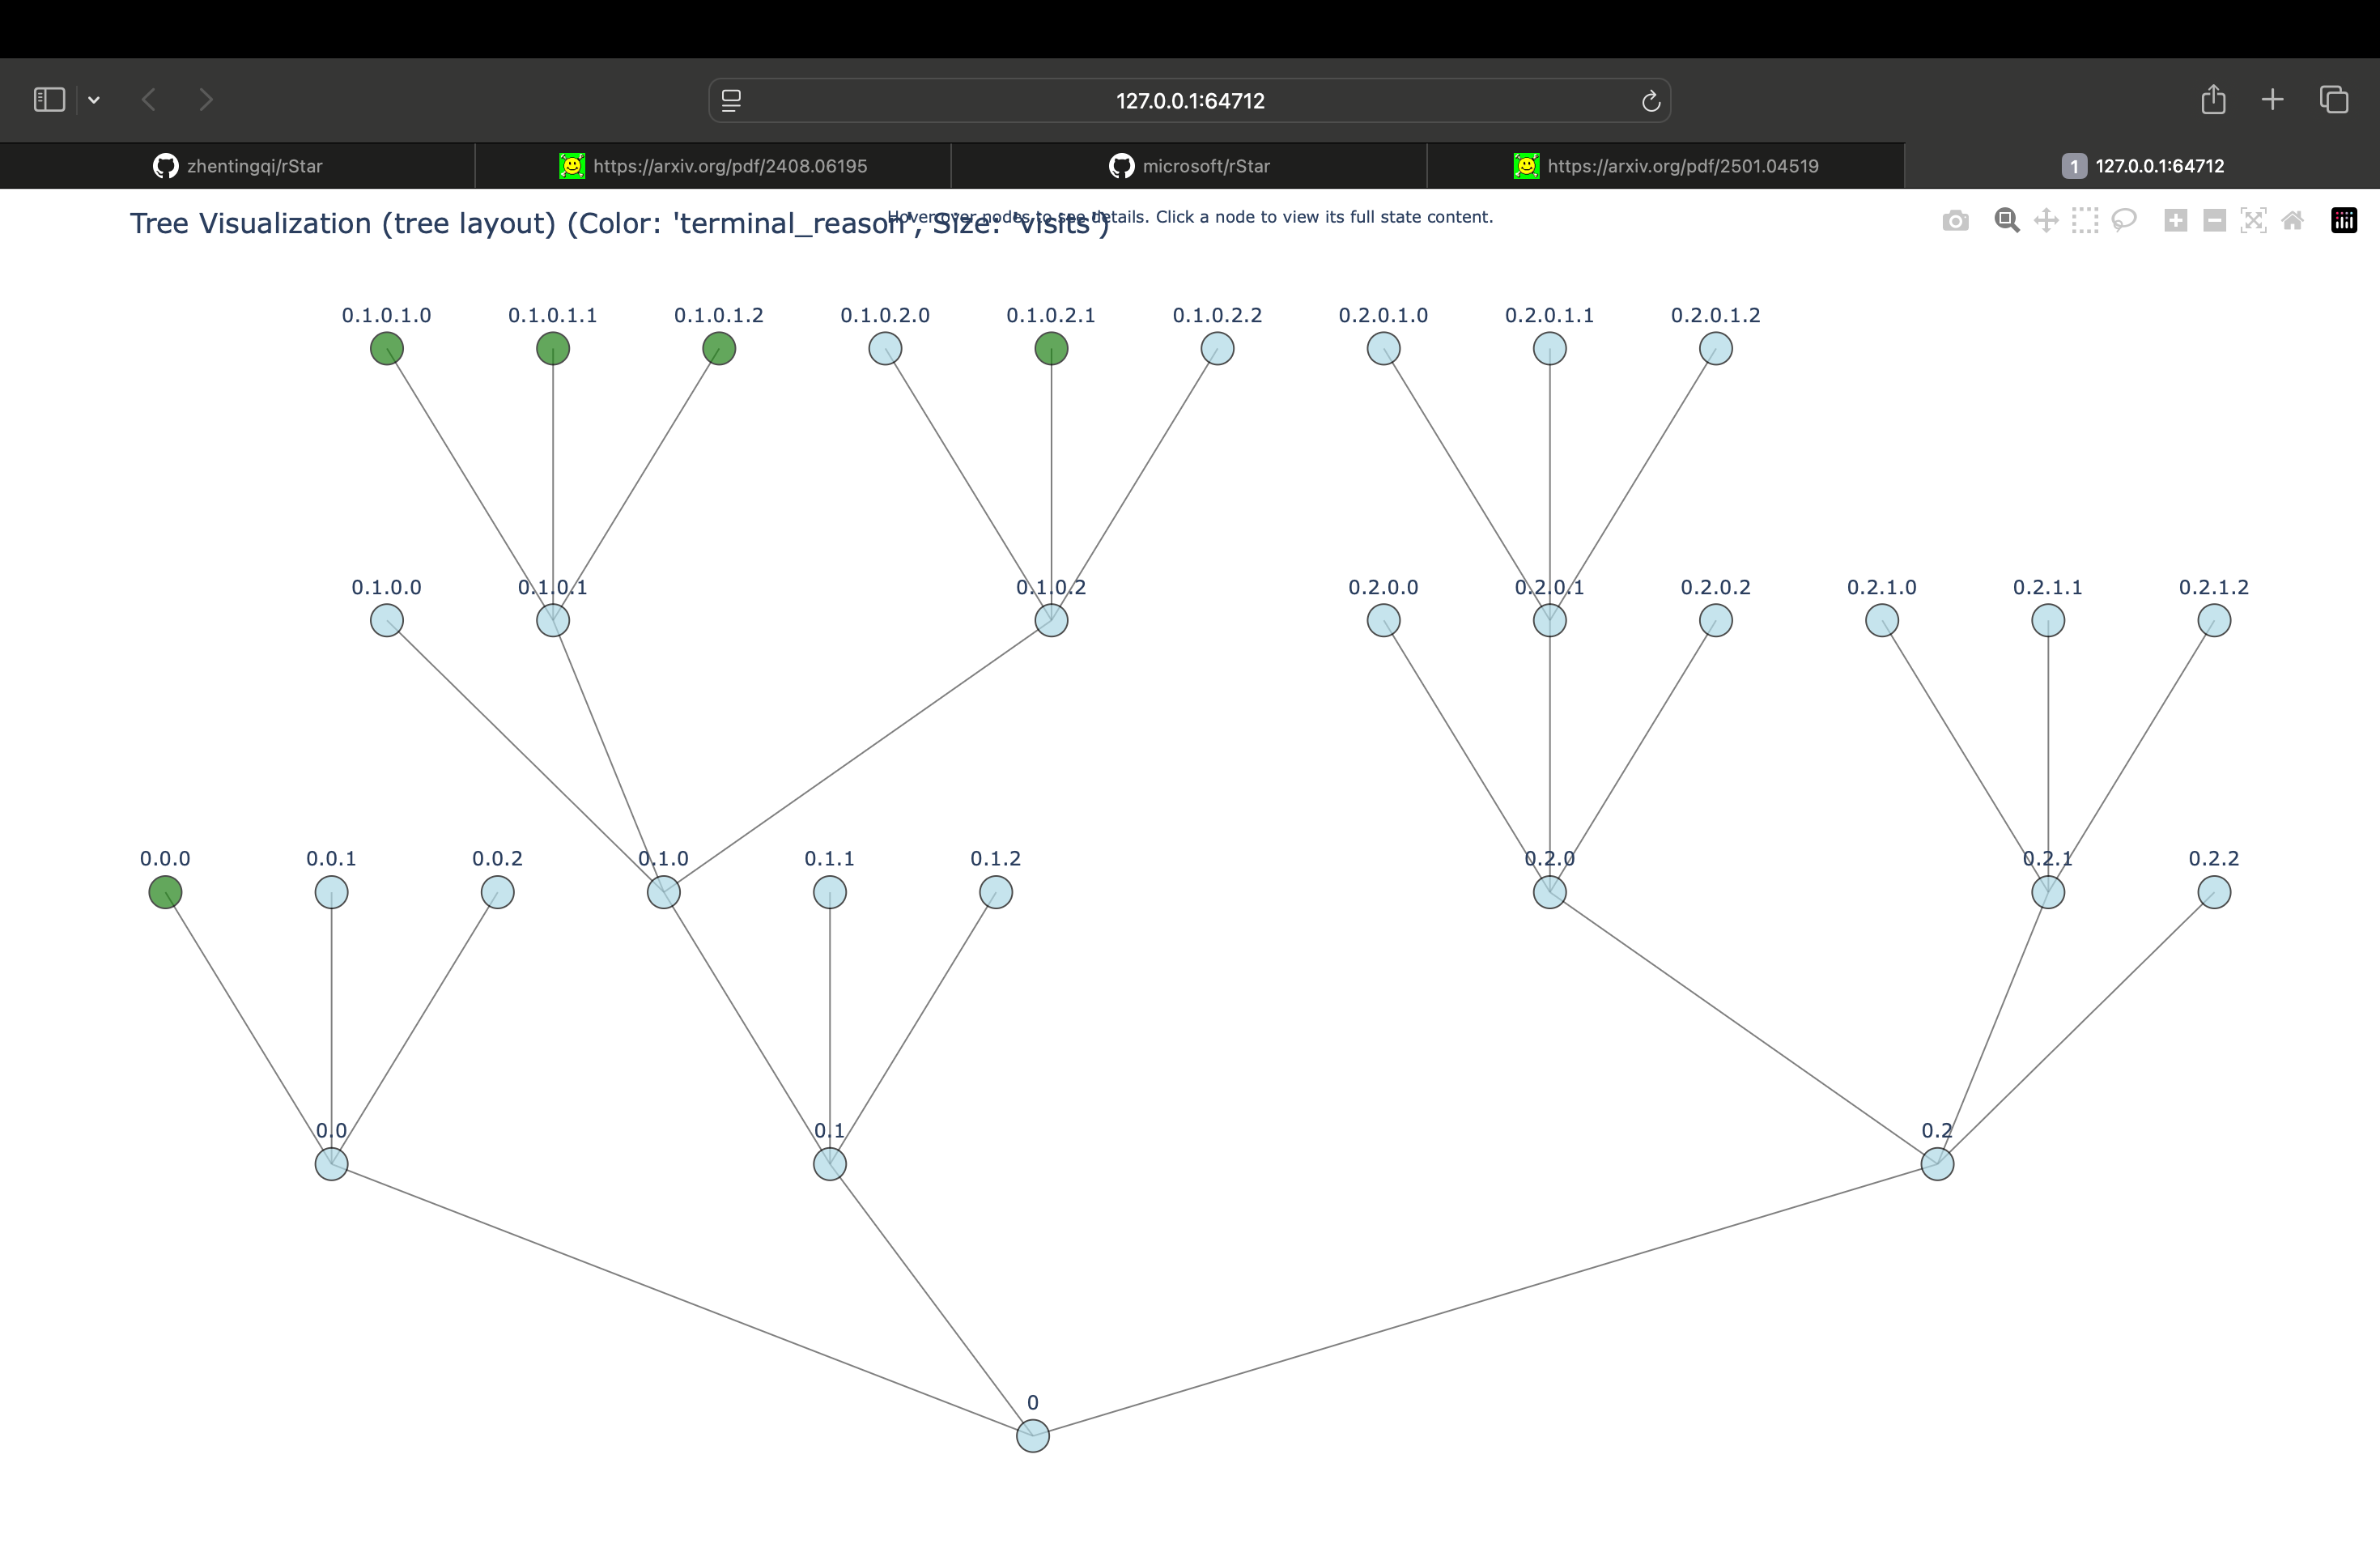 127.0.0.1:64712
zhentingqi/rStar
https://arxiv.org/pdf/2408.06195
microsoft/rStar
https://arxiv.org/pdf/2501.04519
1 127.0.0.1:64712
Tree Visualization (tree layout) (Color: 'terminal_reason', Size: 'visits')
Hover over nodes to see details. Click a node to view its full state content.
0.1.0.1.0 0.1.0.1.1 0.1.0.1.2 0.1.0.2.0 0.1.0.2.1 0.1.0.2.2 0.2.0.1.0 0.2.0.1.1 0.2.0.1.2
0.1.0.0 0.1.0.1 0.1.0.2 0.2.0.0 0.2.0.1 0.2.0.2 0.2.1.0 0.2.1.1 0.2.1.2
0.0.0 0.0.1 0.0.2 0.1.0 0.1.1 0.1.2 0.2.0 0.2.1 0.2.2
0.0 0.1 0.2
0